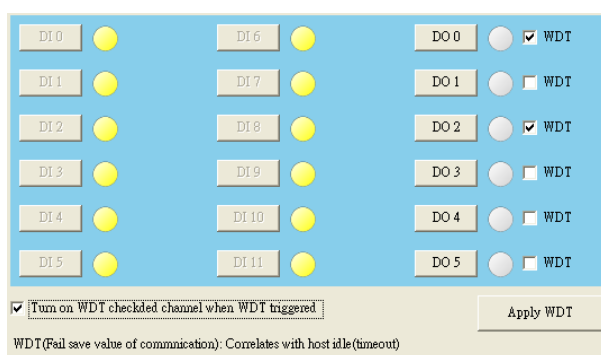 DI 0 DI 6 DO 0 WDT
DI 1 DI 7 DO 1 WDT
DI 2 DI 8 DO 2 WDT
DI 3 DI 9 DO 3 WDT
DI 4 DI 10 DO 4 WDT
DI 5 DI 11 DO 5 WDT
Turn on WDT checkded channel when WDT triggered
Apply WDT
WDT(Fail save value of commnication): Correlates with host idle(timeout)